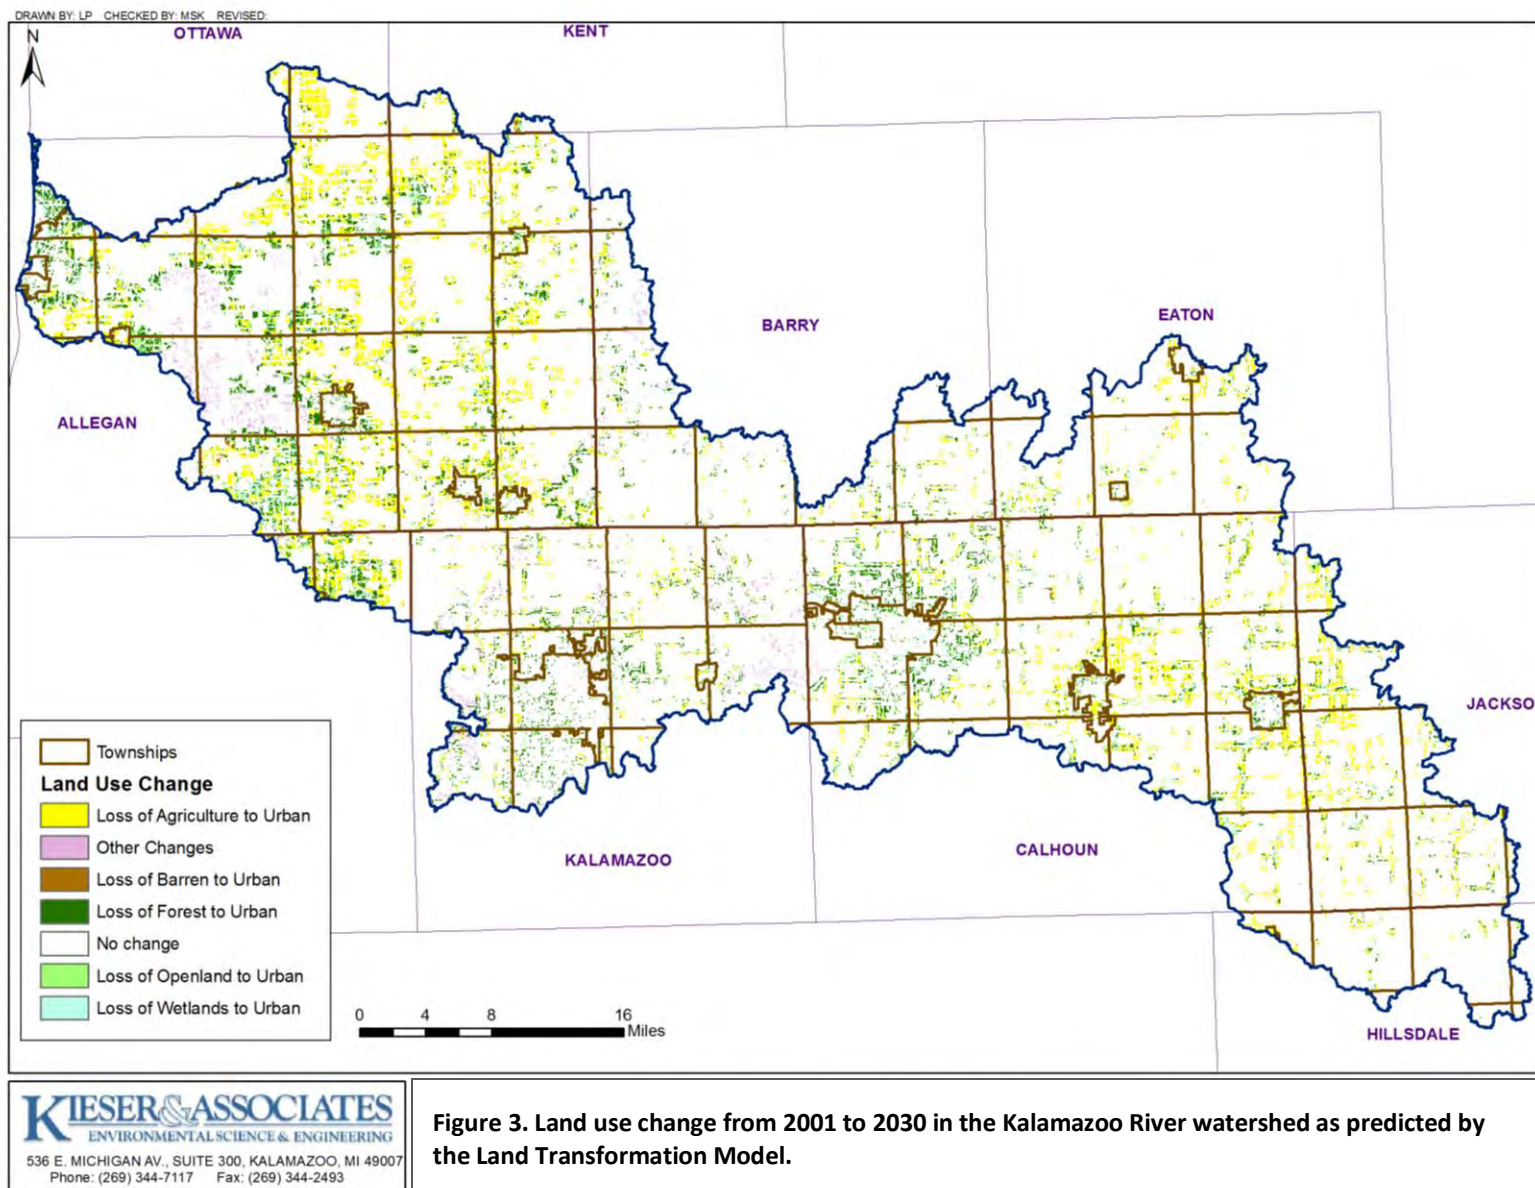 DRAWN BY: LP CHECKED BY: MSK REVISED:
N
OTTAWA
KENT
BARRY
EATON
ALLEGAN
JACKSO
KALAMAZOO
CALHOUN
HILLSDALE
Townships
Land Use Change
Loss of Agriculture to Urban
Other Changes
Loss of Barren to Urban
Loss of Forest to Urban
No change
Loss of Openland to Urban
Loss of Wetlands to Urban
0 4 8 16
Miles
KIESER & ASSOCIATES
ENVIRONMENTAL SCIENCE & ENGINEERING
536 E. MICHIGAN AV., SUITE 300, KALAMAZOO, MI 49007
Phone: (269) 344-7117 Fax: (269) 344-2493
Figure 3. Land use change from 2001 to 2030 in the Kalamazoo River watershed as predicted by
the Land Transformation Model.